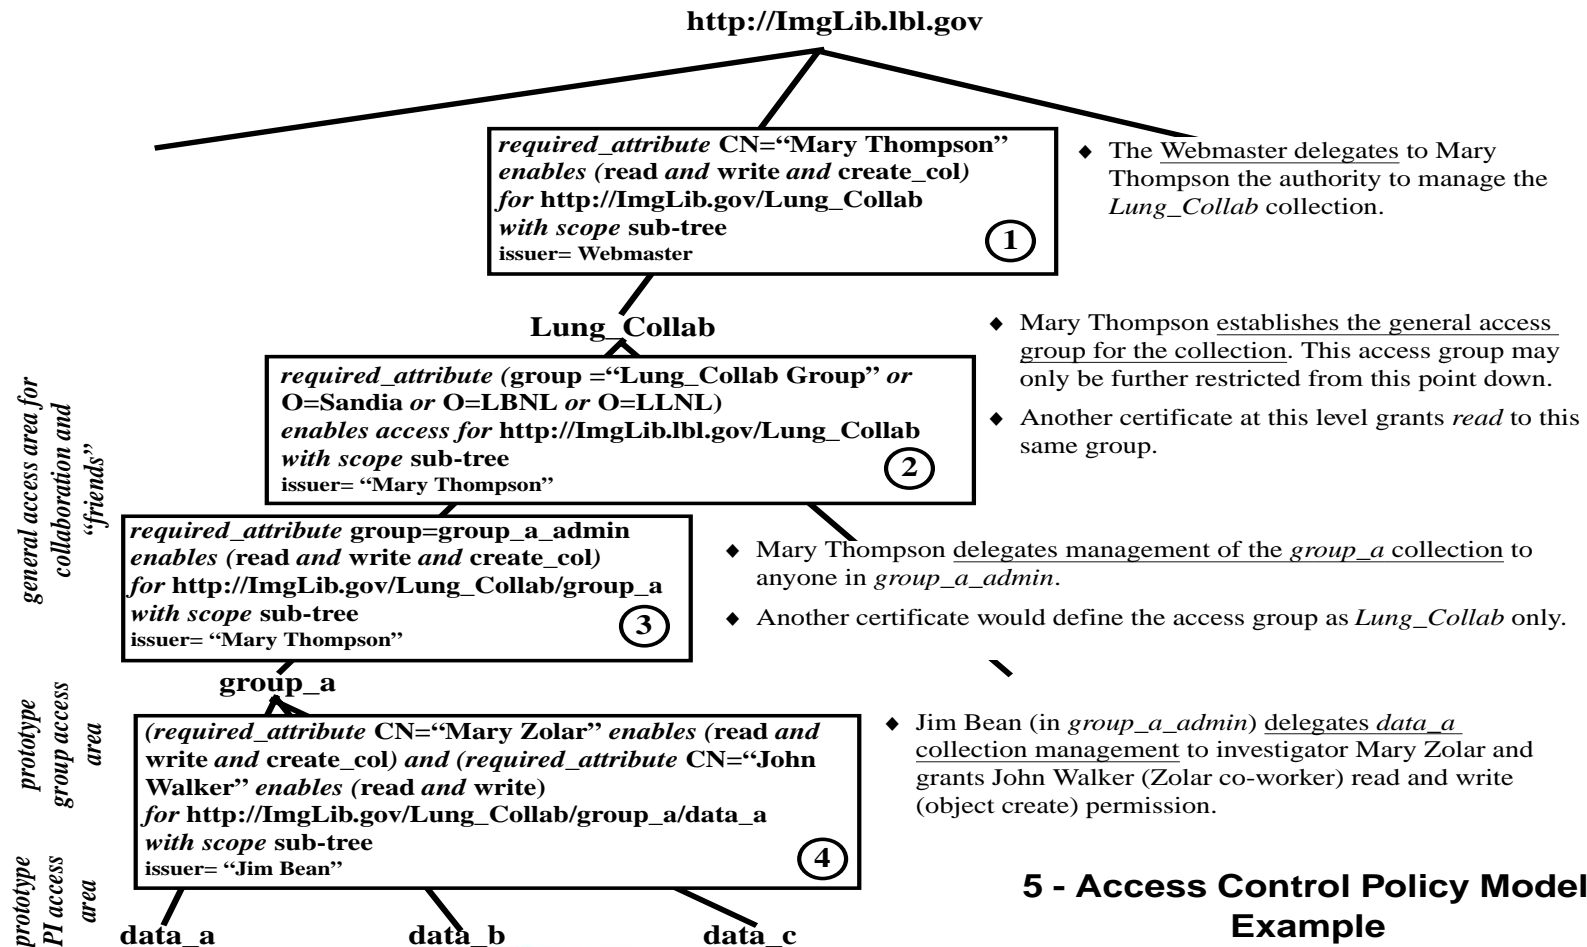 http://ImgLib.lbl.gov
required_attribute CN=“Mary Thompson”
enables (read and write and create_col)
for http://ImgLib.gov/Lung_Collab
with scope sub-tree
issuer= Webmaster
1
◆ The Webmaster delegates to Mary
Thompson the authority to manage the
Lung_Collab collection.
Lung_Collab
◆ Mary Thompson establishes the general access
group for the collection. This access group may
only be further restricted from this point down.
◆ Another certificate at this level grants read to this
same group.
required_attribute (group =“Lung_Collab Group” or
O=Sandia or O=LBNL or O=LLNL)
enables access for http://ImgLib.lbl.gov/Lung_Collab
with scope sub-tree
issuer= “Mary Thompson”
2
general access area for
collaboration and
“friends”
required_attribute group=group_a_admin
enables (read and write and create_col)
for http://ImgLib.gov/Lung_Collab/group_a
with scope sub-tree
issuer= “Mary Thompson”
3
◆ Mary Thompson delegates management of the group_a collection to
anyone in group_a_admin.
◆ Another certificate would define the access group as Lung_Collab only.
group_a
prototype
group access
area
(required_attribute CN=“Mary Zolar” enables (read and
write and create_col) and (required_attribute CN=“John
Walker” enables (read and write)
for http://ImgLib.gov/Lung_Collab/group_a/data_a
with scope sub-tree
issuer= “Jim Bean”
4
◆ Jim Bean (in group_a_admin) delegates data_a
collection management to investigator Mary Zolar and
grants John Walker (Zolar co-worker) read and write
(object create) permission.
prototype
PI access
area
data_a
data_b
data_c
5 - Access Control Policy Model
Example